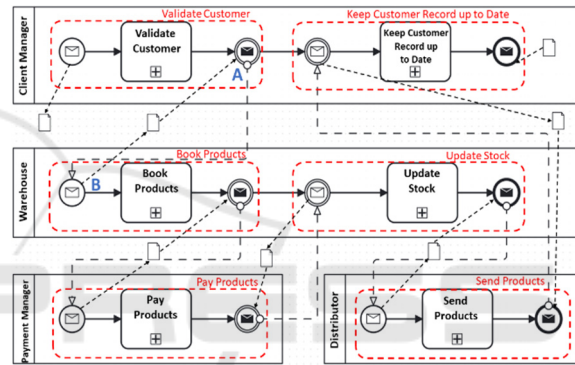 Validate Customer
Keep Customer Record up to Date
Client Manager
Validate
Customer
Keep Customer
Record up
to Date
A
Book Products
Update Stock
Warehouse
B
Book
Products
Update
Stock
Pay Products
Send Products
Payment Manager
Pay
Products
Distributor
Send
Products